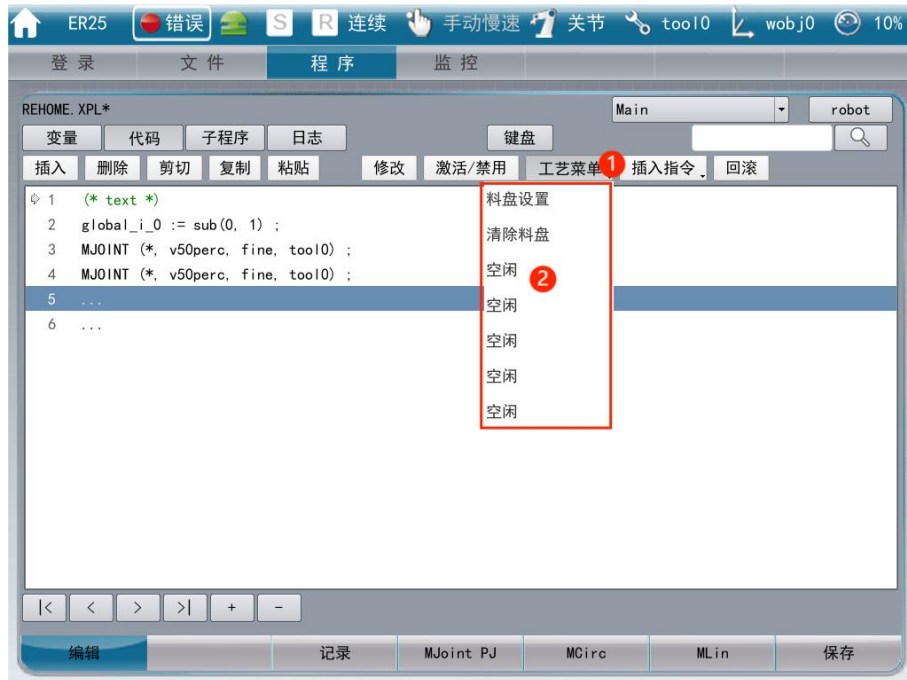 ER25 错误 S R 连续 手动慢速 关节 tool0 wobj0 10%
登录 文件 程序 监控
REHOME.XPL* Main robot
变量 代码 子程序 日志 键盘
插入 删除 剪切 复制 粘贴 修改 激活/禁用 工艺菜单 1 插入指令 回滚
1 (* text *)
2 global_i_0 := sub(0, 1) ;
3 MJOINT (*, v50perc, fine, tool0) ;
4 MJOINT (*, v50perc, fine, tool0) ;
5 ...
6 ...
料盘设置
清除料盘
空闲 2
空闲
空闲
空闲
空闲
|< < > >| + -
编辑 记录 MJoint PJ MCirc MLin 保存